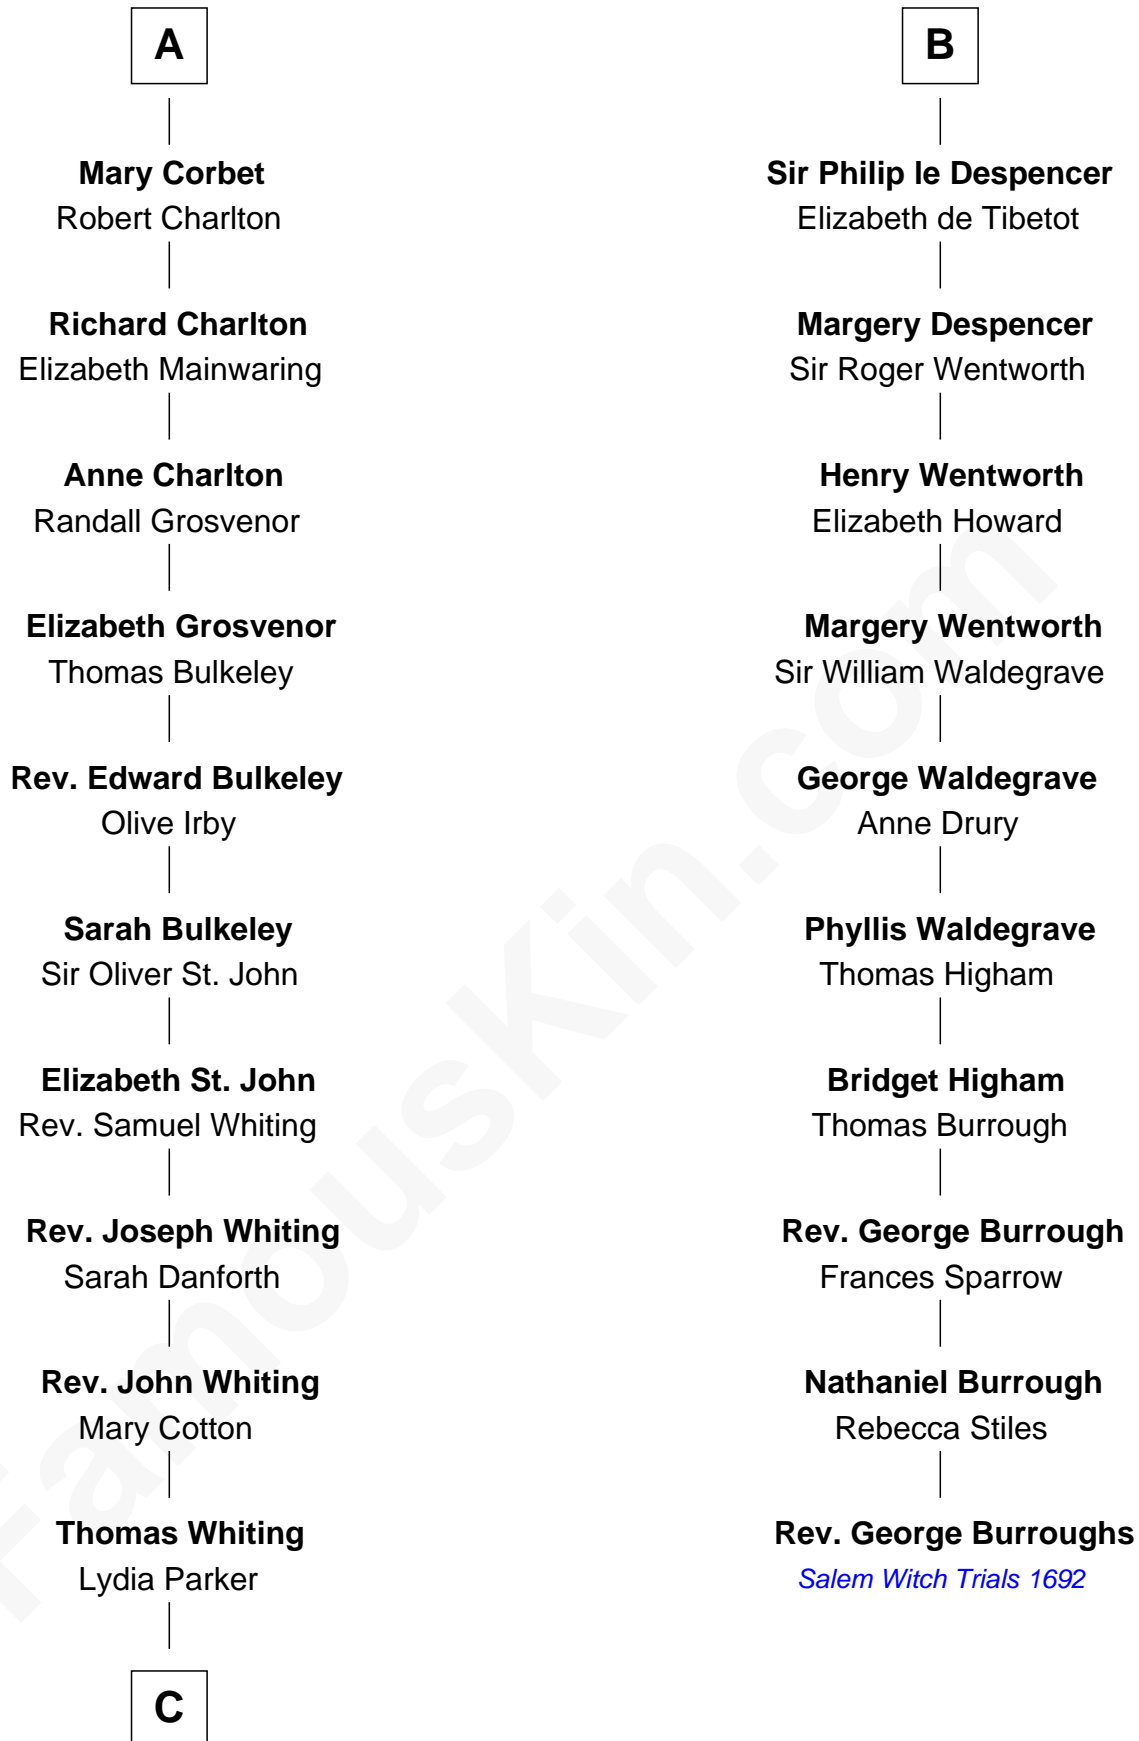 A
Mary Corbet
Robert Charlton
Richard Charlton
Elizabeth Mainwaring
Anne Charlton
Randall Grosvenor
Elizabeth Grosvenor
Thomas Bulkeley
Rev. Edward Bulkeley
Olive Irby
Sarah Bulkeley
Sir Oliver St. John
Elizabeth St. John
Rev. Samuel Whiting
Rev. Joseph Whiting
Sarah Danforth
Rev. John Whiting
Mary Cotton
Thomas Whiting
Lydia Parker
C
B
Sir Philip le Despencer
Elizabeth de Tibetot
Margery Despencer
Sir Roger Wentworth
Henry Wentworth
Elizabeth Howard
Margery Wentworth
Sir William Waldegrave
George Waldegrave
Anne Drury
Phyllis Waldegrave
Thomas Higham
Bridget Higham
Thomas Burrough
Rev. George Burrough
Frances Sparrow
Nathaniel Burrough
Rebecca Stiles
Rev. George Burroughs
Salem Witch Trials 1692
FamousKin.com